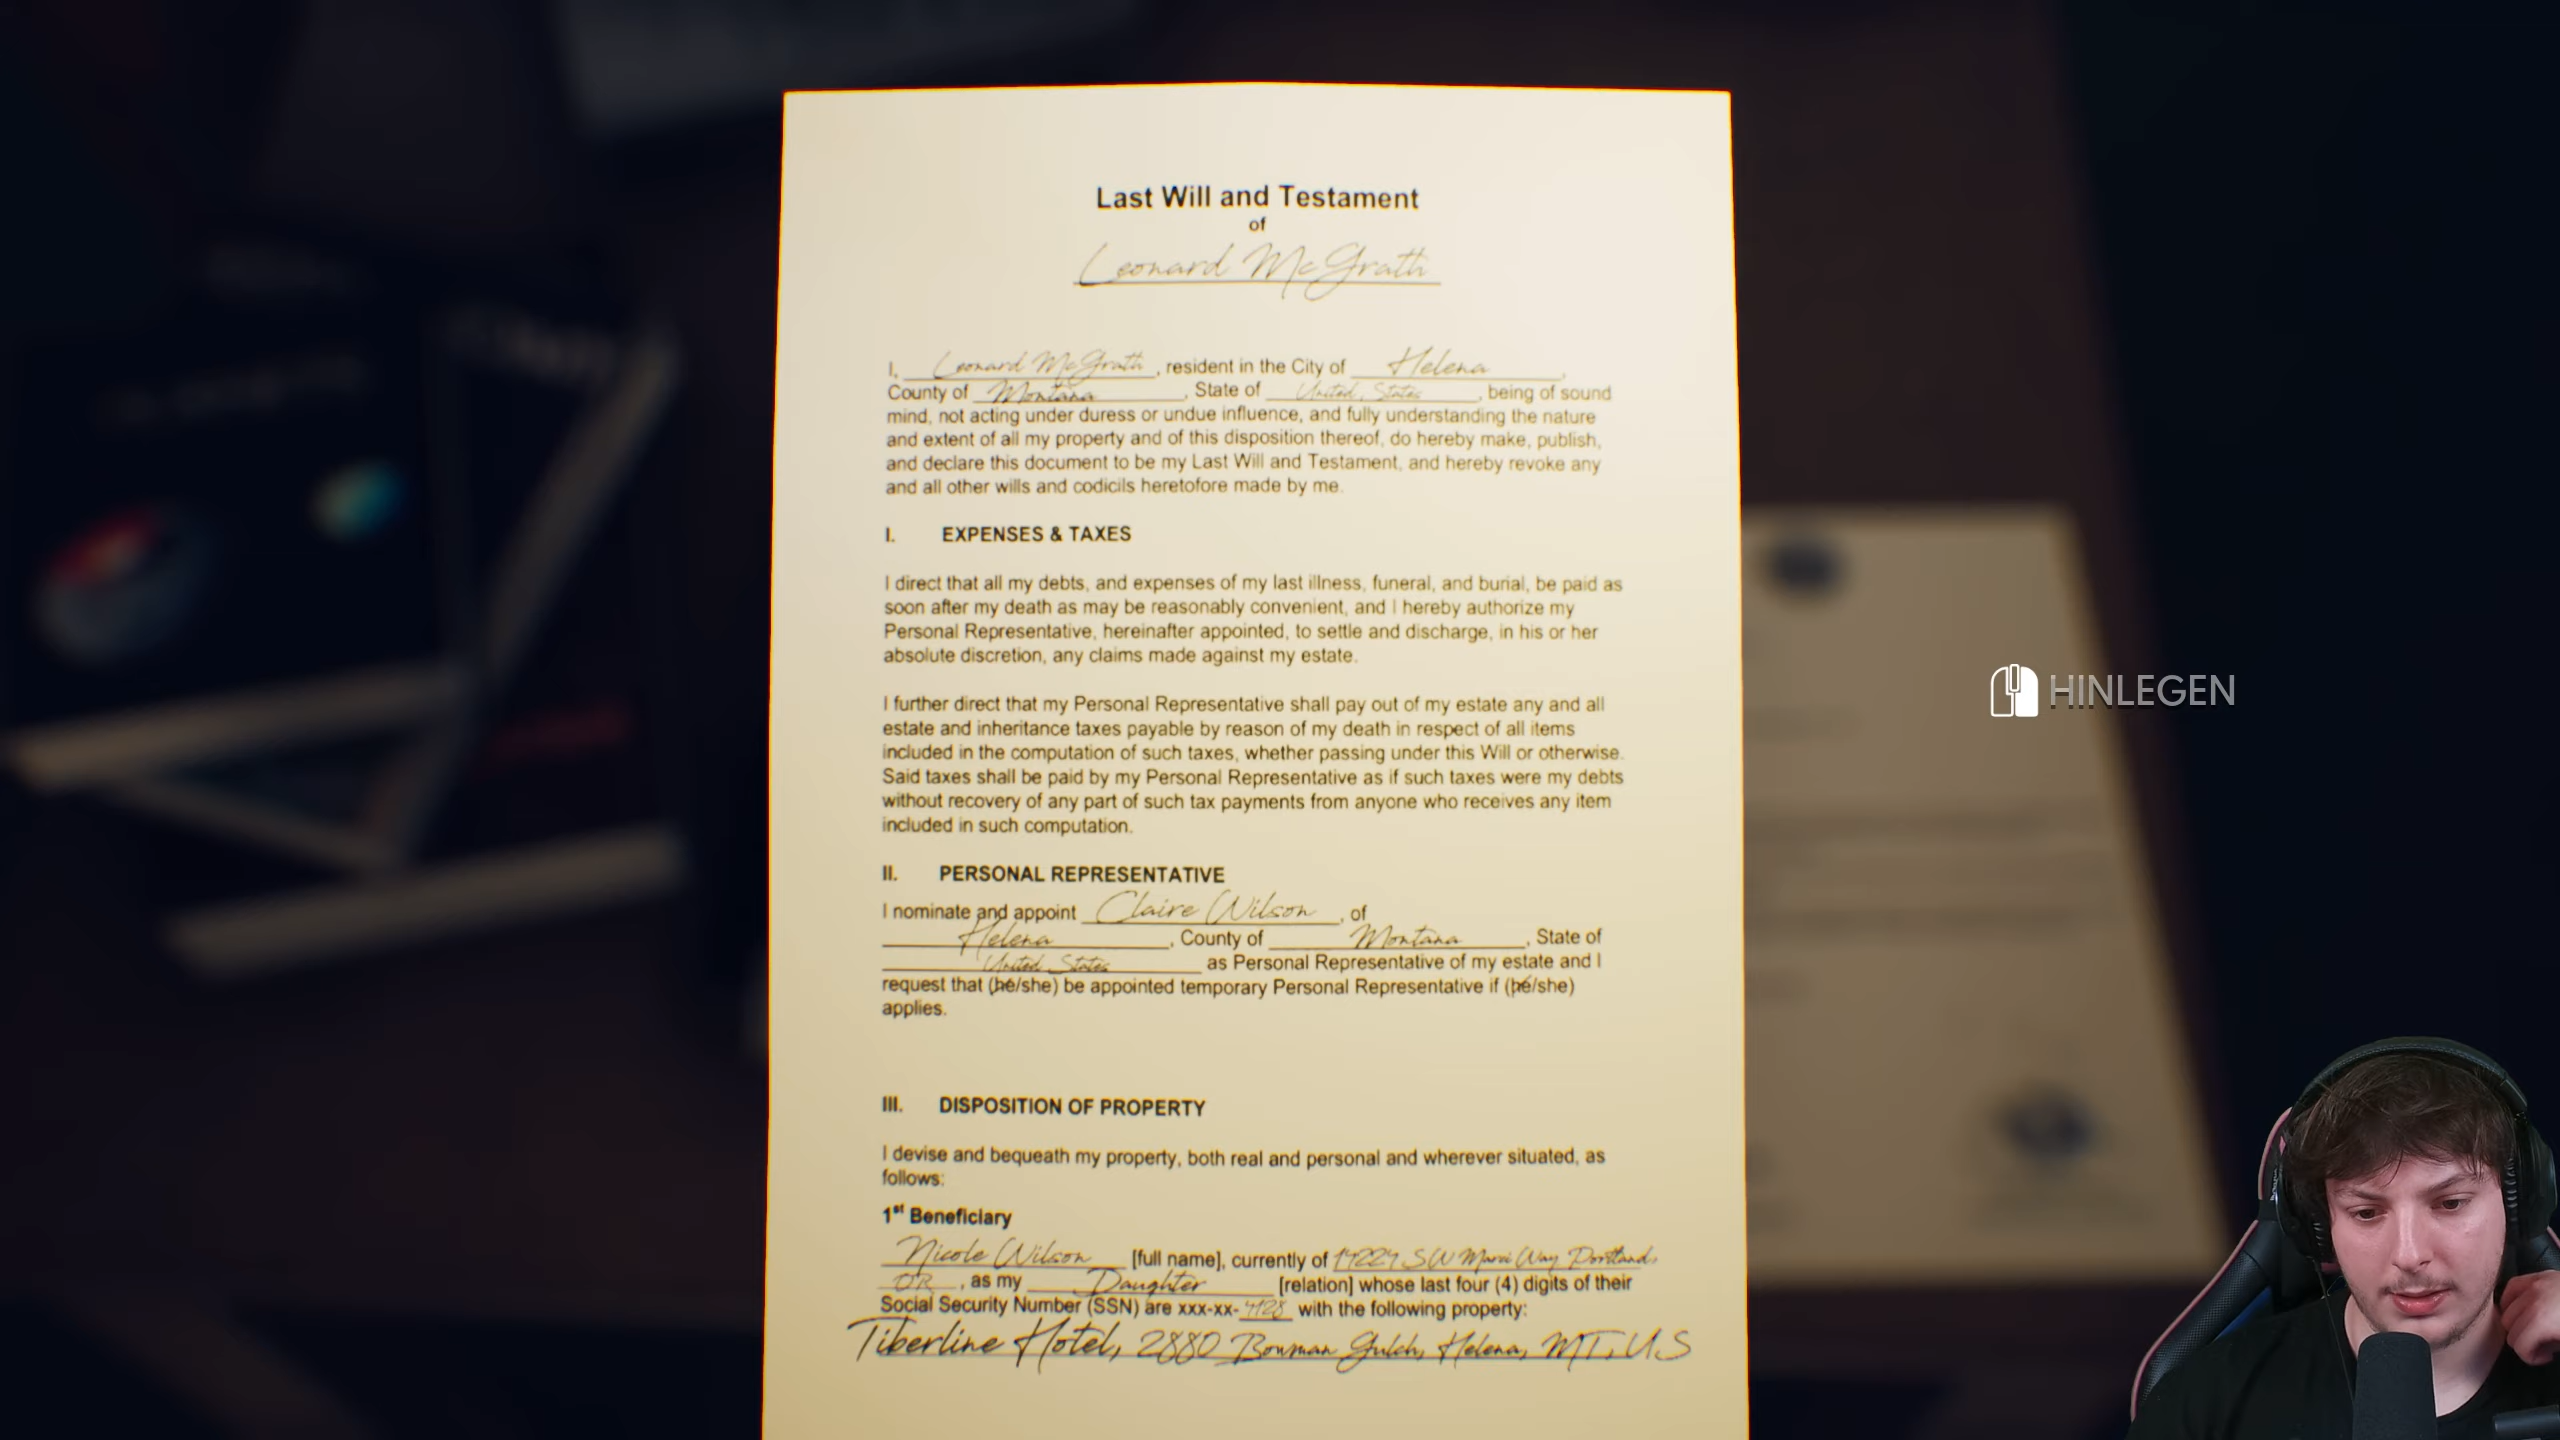 Last Will and Testament
of
Leonard McGrath
I, Leonard McGrath, resident in the City of Helena,
County of Montana, State of United States, being of sound
mind, not acting under duress or undue influence, and fully understanding the nature
and extent of all my property and of this disposition thereof, do hereby make, publish,
and declare this document to be my Last Will and Testament, and hereby revoke any
and all other wills and codicils heretofore made by me.
I. EXPENSES & TAXES
I direct that all my debts, and expenses of my last illness, funeral, and burial, be paid as
soon after my death as may be reasonably convenient, and I hereby authorize my
Personal Representative, hereinafter appointed, to settle and discharge, in his or her
absolute discretion, any claims made against my estate.
I further direct that my Personal Representative shall pay out of my estate any and all
estate and inheritance taxes payable by reason of my death in respect of all items
included in the computation of such taxes, whether passing under this Will or otherwise.
Said taxes shall be paid by my Personal Representative as if such taxes were my debts
without recovery of any part of such tax payments from anyone who receives any item
included in such computation.
II. PERSONAL REPRESENTATIVE
I nominate and appoint Claire Wilson, of
Helena, County of Montana, State of
United States as Personal Representative of my estate and I
request that (he/she) be appointed temporary Personal Representative if (he/she)
applies.
III. DISPOSITION OF PROPERTY
I devise and bequeath my property, both real and personal and wherever situated, as
follows:
1st Beneficiary
Nicole Wilson [full name], currently of SW Way Portland,
OR, as my Daughter [relation] whose last four (4) digits of their
Social Security Number (SSN) are xxx-xx- with the following property:
Tiberline Hotel, 2880 Bowman Gulch, Helena, MT, U.S
HINLEGEN